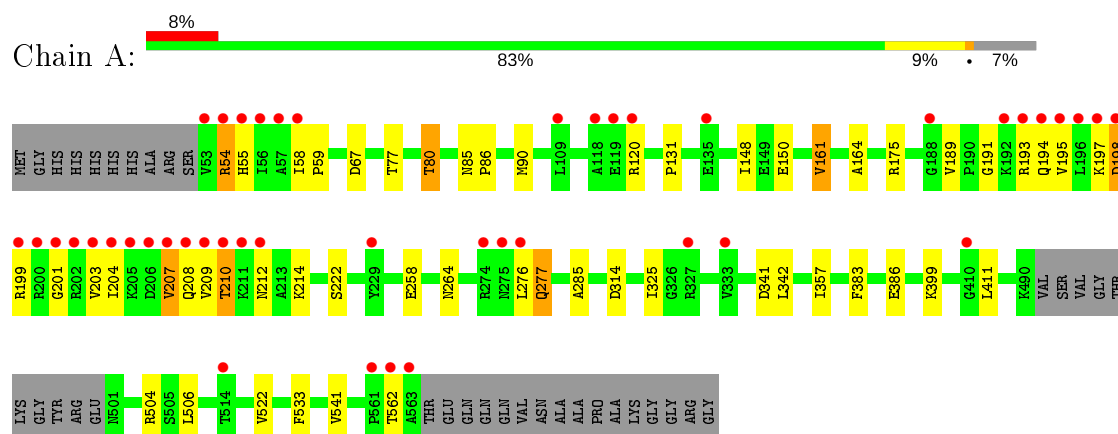 8%
Chain A:
83% 9% • 7%
MET GLY HIS HIS HIS HIS HIS HIS ALA ARG SER V53 R54 H55 I56 A57 I58 P59 D67 T77 T80 N85 P86 M90 L109 A118 E119 R120 P131 E135 I148 E149 E150 V161 A164 R175 G188 V189 P190 G191 K192 R193 Q194 V195 L196 K197 D198
R199 R200 G201 R202 V203 I204 K205 D206 V207 Q208 V209 T210 K211 N212 A213 K214 S222 Y229 E258 N264 R274 N275 L276 Q277 A285 D314 I325 G326 R327 V333 D341 L342 I357 F383 E386 K399 G410 L411 K490 VAL SER VAL GLY THR
LYS GLY TYR ARG GLU N501 R504 S505 L506 T514 V522 F533 V541 P561 T562 A563 THR GLU GLN GLN GLN VAL ASN ALA ALA PRO ALA LYS GLY GLY ARG GLY